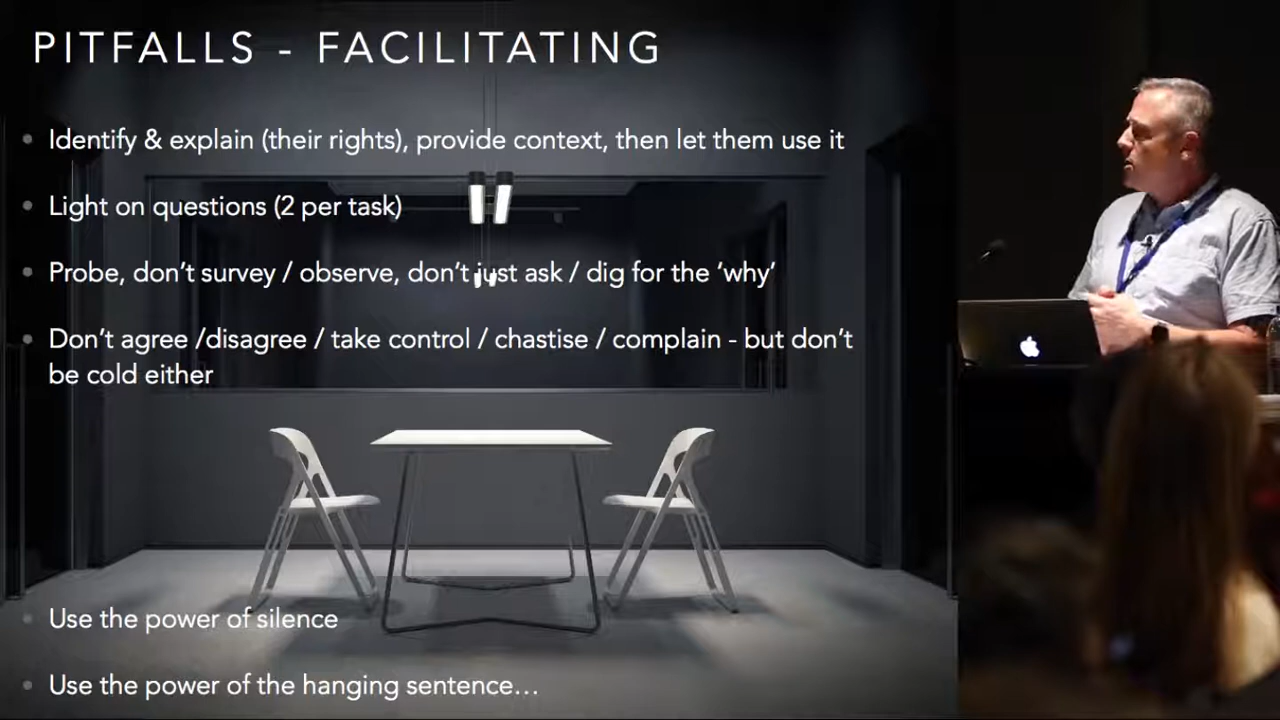 PITFALLS - FACILITATING
Identify & explain (their rights), provide context, then let them use it
Light on questions (2 per task)
Probe, don’t survey / observe, don’t just ask / dig for the ‘why’
Don’t agree /disagree / take control / chastise / complain - but don’t
be cold either
Use the power of silence
Use the power of the hanging sentence…